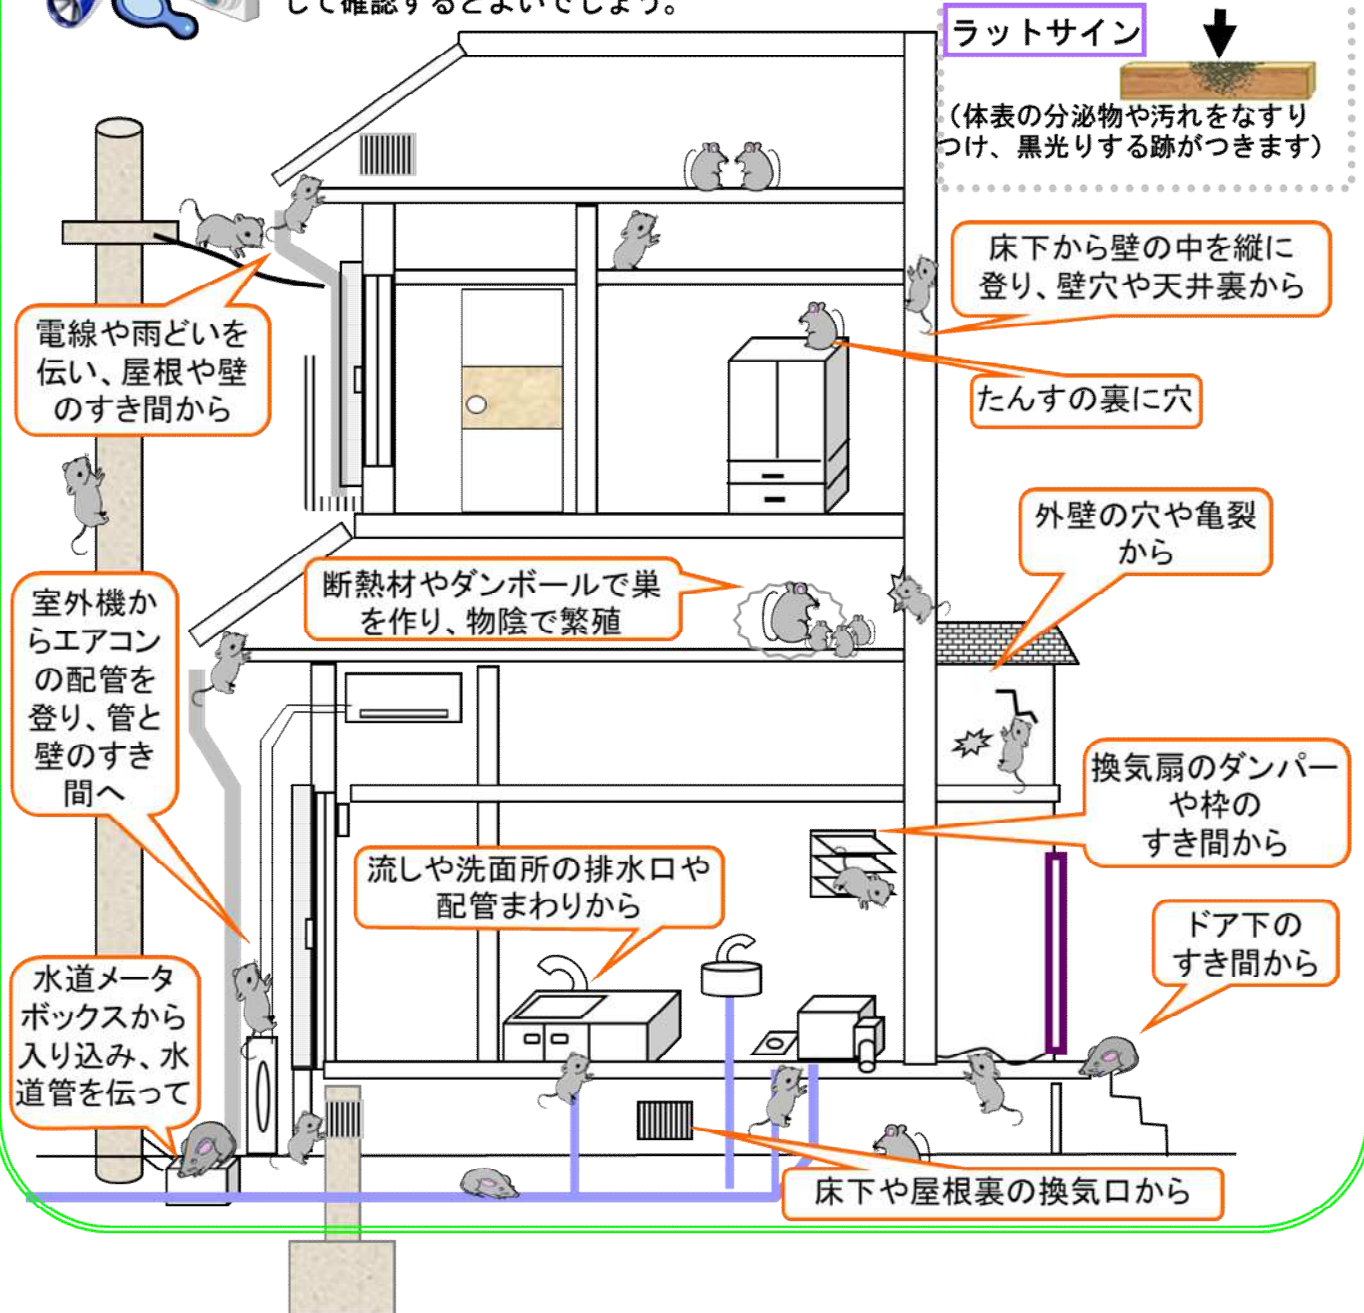 して確認するとよいでしょう。
ラットサイン
（体表の分泌物や汚れをなすり
つけ、黒光りする跡がつきます）
床下から壁の中を縦に
登り、壁穴や天井裏から
電線や雨どいを
伝い、屋根や壁
のすき間から
たんすの裏に穴
外壁の穴や亀裂
から
断熱材やダンボールで巣
を作り、物陰で繁殖
室外機か
らエアコン
の配管を
登り、管と
壁のすき
間へ
換気扇のダンパー
や枠の
すき間から
流しや洗面所の排水口や
配管まわりから
ドア下の
すき間から
水道メータ
ボックスから
入り込み、水
道管を伝って
床下や屋根裏の換気口から